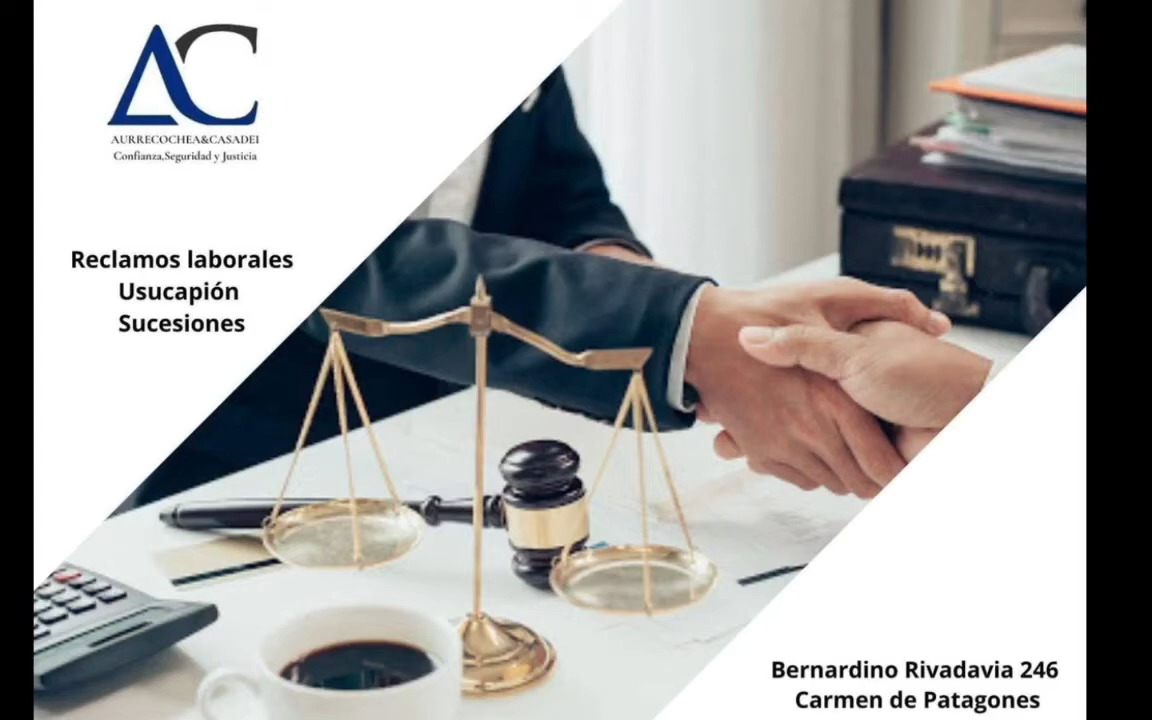 AC
AURRECOCHEA&CASADEI
Confianza,Seguridad y Justicia
Reclamos laborales
Usucapión
Sucesiones
Bernardino Rivadavia 246
Carmen de Patagones